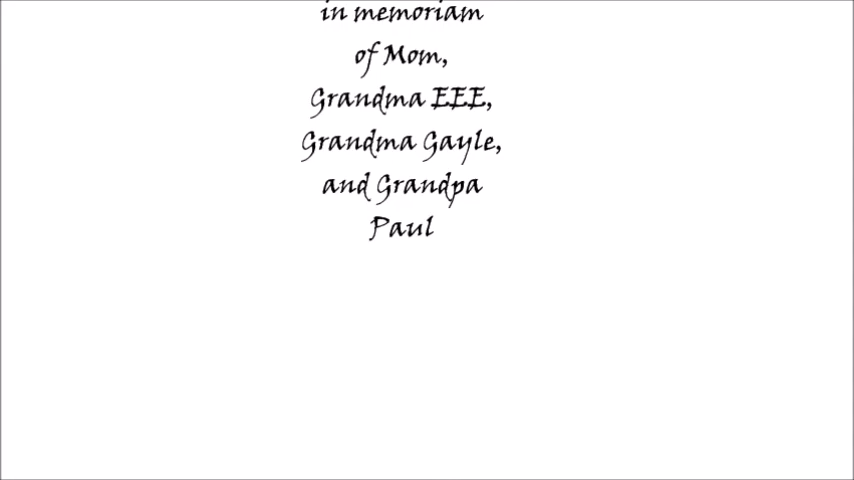 in memoriam
of Mom,
Grandma EEE,
Grandma Gayle,
and Grandpa
Paul